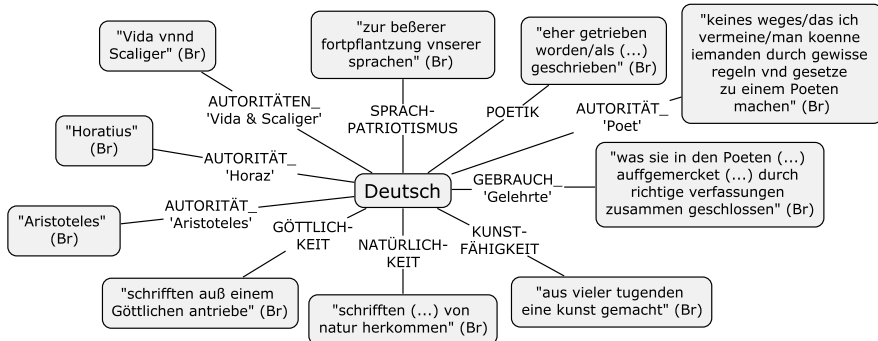 "Vida vnnd
Scaliger" (Br)
"zur beßerer
fortpflantzung vnserer
sprachen" (Br)
"eher getrieben
worden/als (...)
geschrieben" (Br)
"keines weges/das ich
vermeine/man koenne
iemanden durch gewisse
regeln vnd gesetze
zu einem Poeten
machen" (Br)
AUTORITÄTEN_
'Vida & Scaliger'
SPRACH-
PATRIOTISMUS
POETIK
AUTORITÄT_
'Poet'
"Horatius"
(Br)
AUTORITÄT_
'Horaz'
Deutsch
GEBRAUCH_
'Gelehrte'
"was sie in den Poeten (...)
auffgemercket (...) durch
richtige verfassungen
zusammen geschlossen" (Br)
"Aristoteles"
(Br)
AUTORITÄT_
'Aristoteles'
GÖTTLICH-
KEIT
NATÜRLICH-
KEIT
KUNST-
FÄHIGKEIT
"schrifften auß einem
Göttlichen antriebe" (Br)
"schrifften (...) von
natur herkommen" (Br)
"aus vieler tugenden
eine kunst gemacht" (Br)